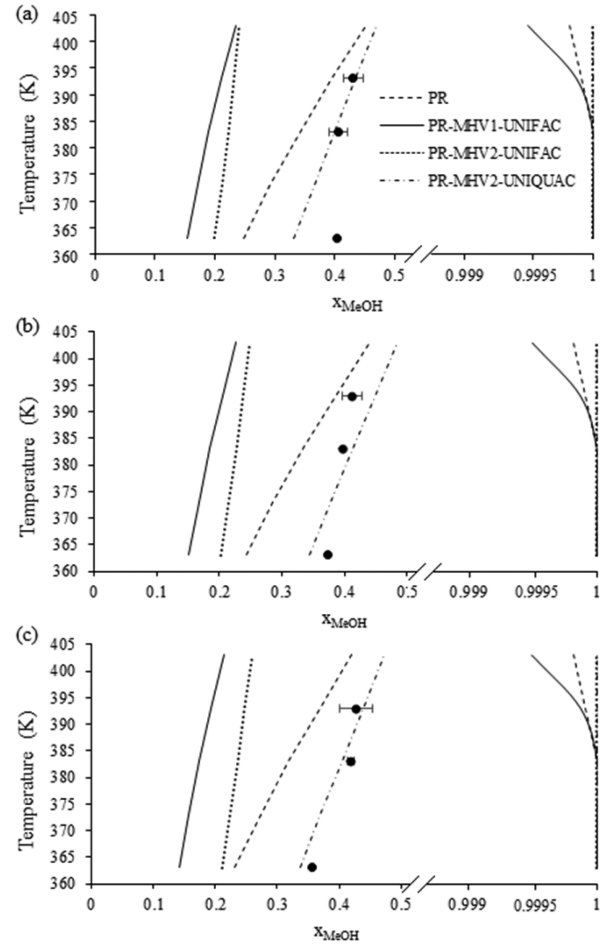 (a)
405
400
395
390
385
380
375
370
365
360
Temperature (K)
PR
PR-MHV1-UNIFAC
PR-MHV2-UNIFAC
PR-MHV2-UNIQUAC
0 0.1 0.2 0.3 0.4 0.5 0.999 0.9995 1
xMeOH
(b)
405
400
395
390
385
380
375
370
365
360
Temperature (K)
0 0.1 0.2 0.3 0.4 0.5 0.999 0.9995 1
xMeOH
(c)
405
400
395
390
385
380
375
370
365
360
Temperature (K)
0 0.1 0.2 0.3 0.4 0.5 0.999 0.9995 1
xMeOH